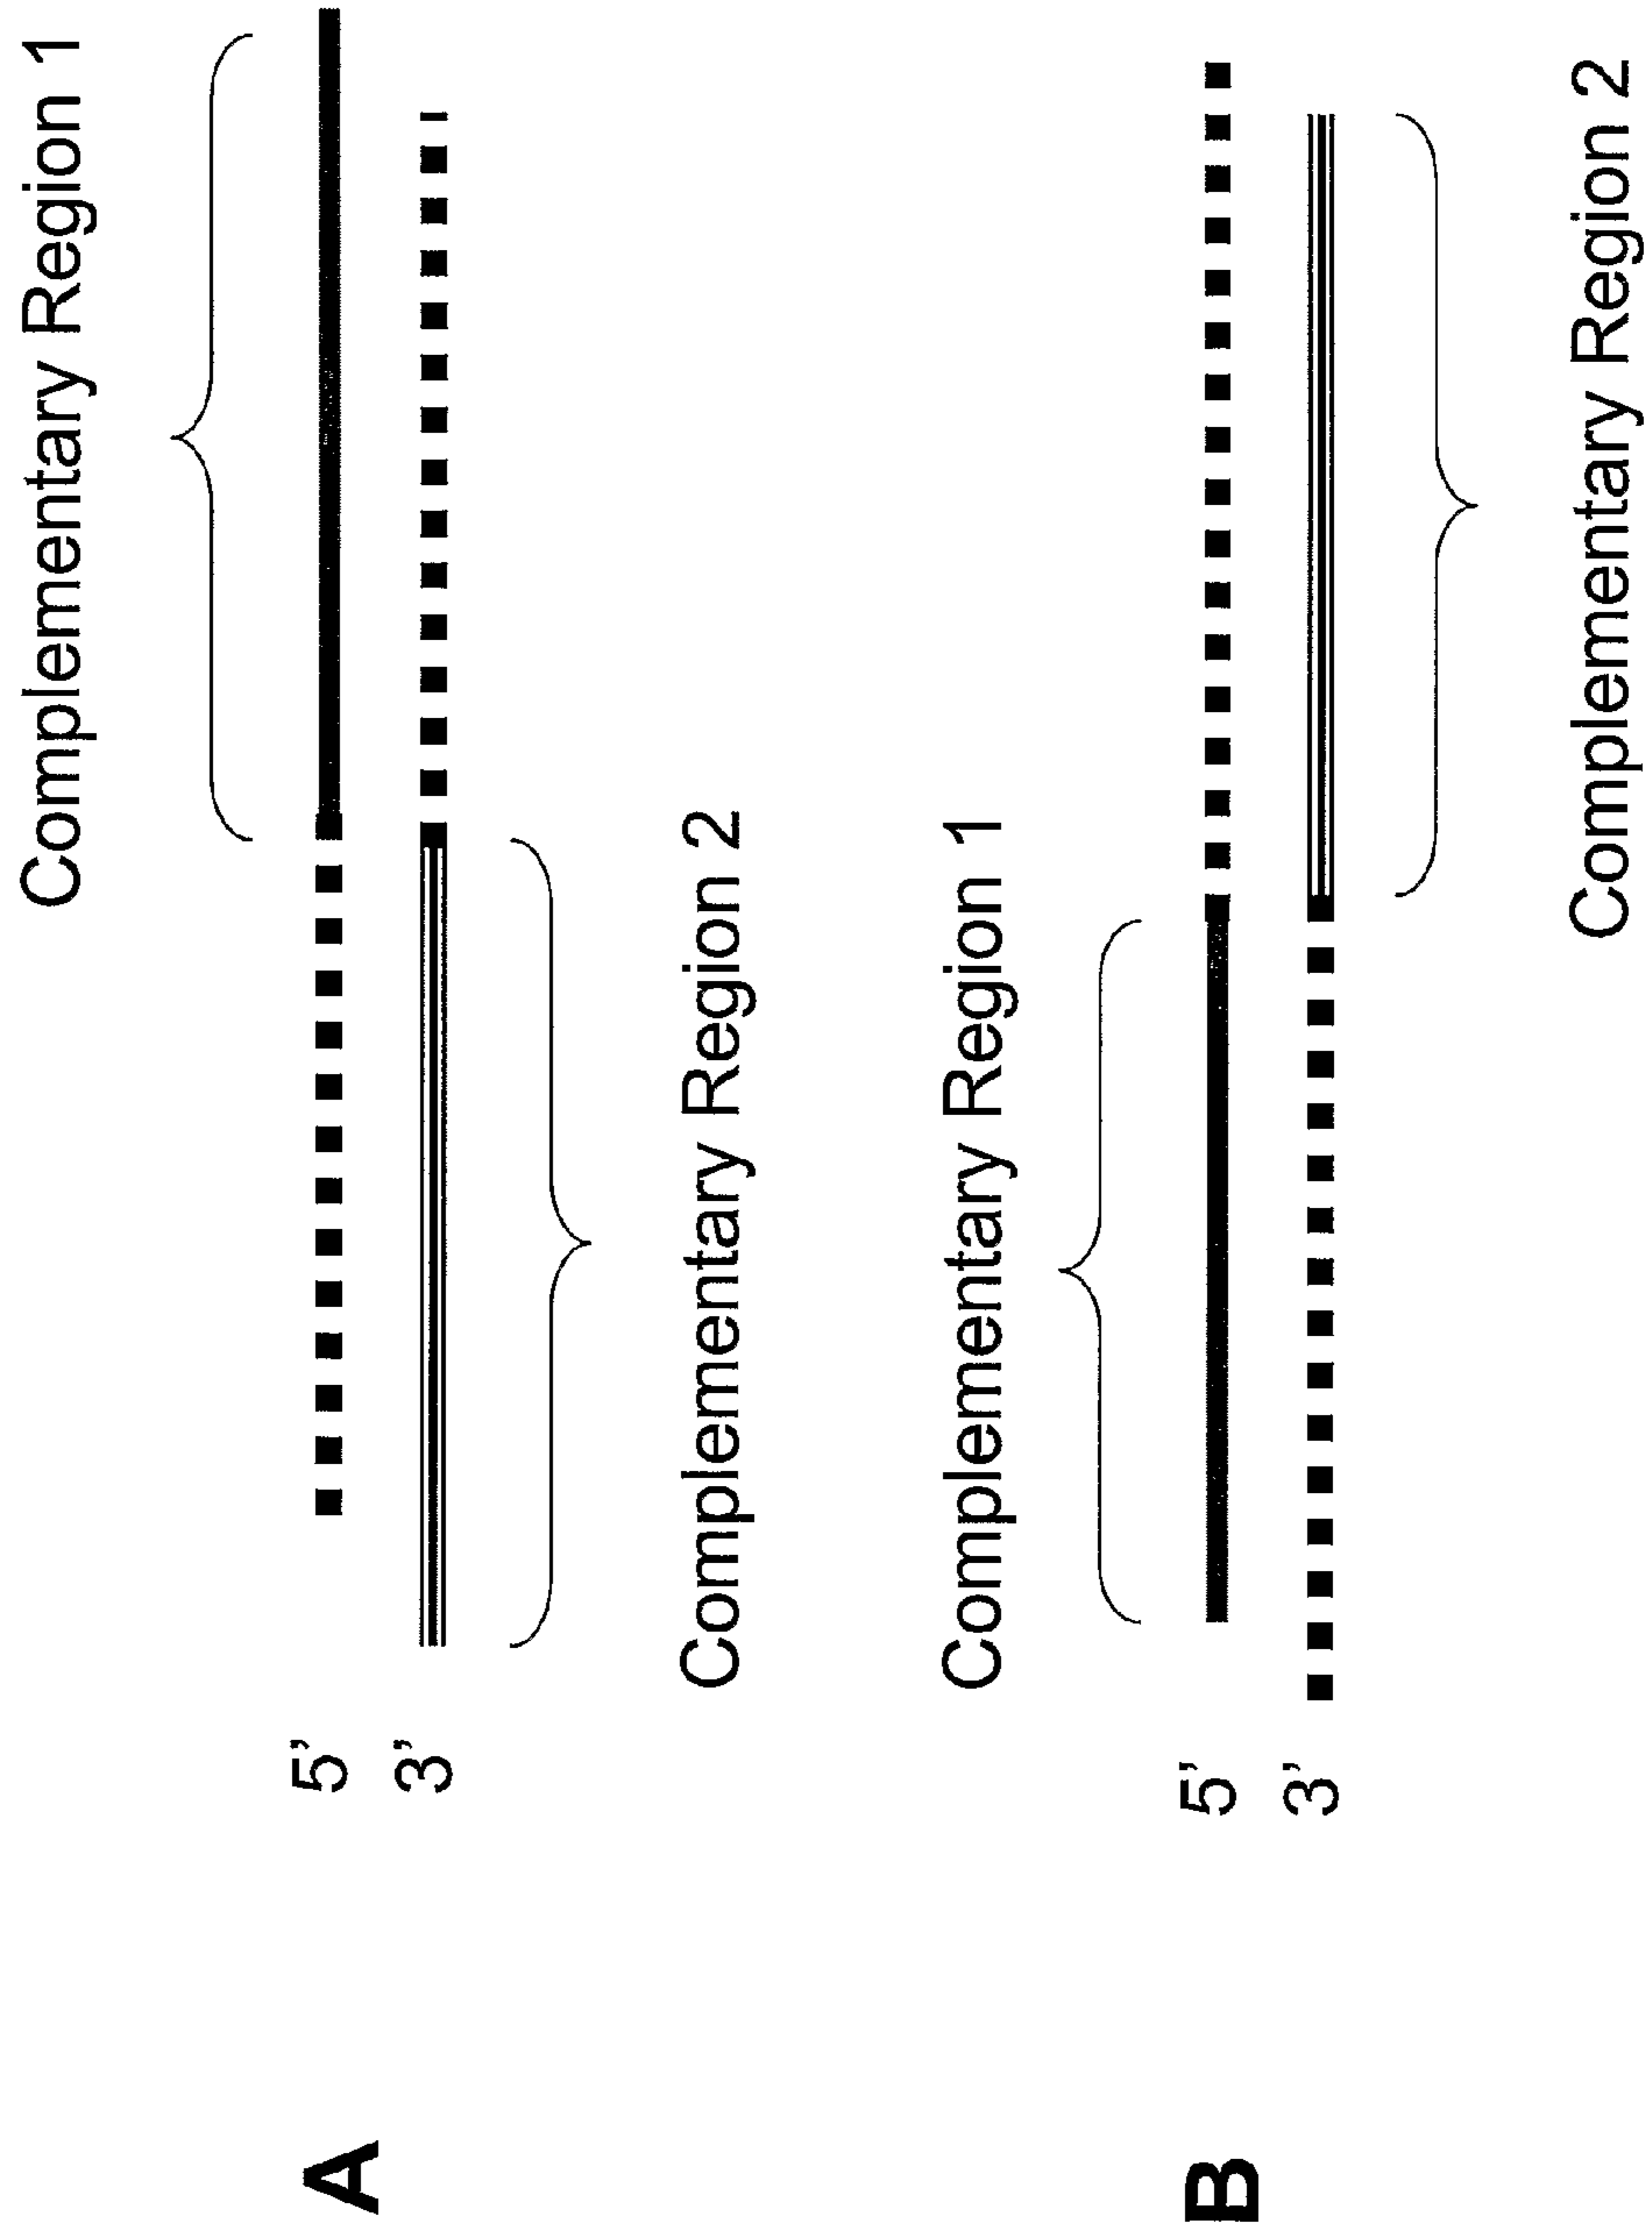 Complementary Region 1
A
5'
3'
Complementary Region 2
Complementary Region 1
B
5'
3'
Complementary Region 2